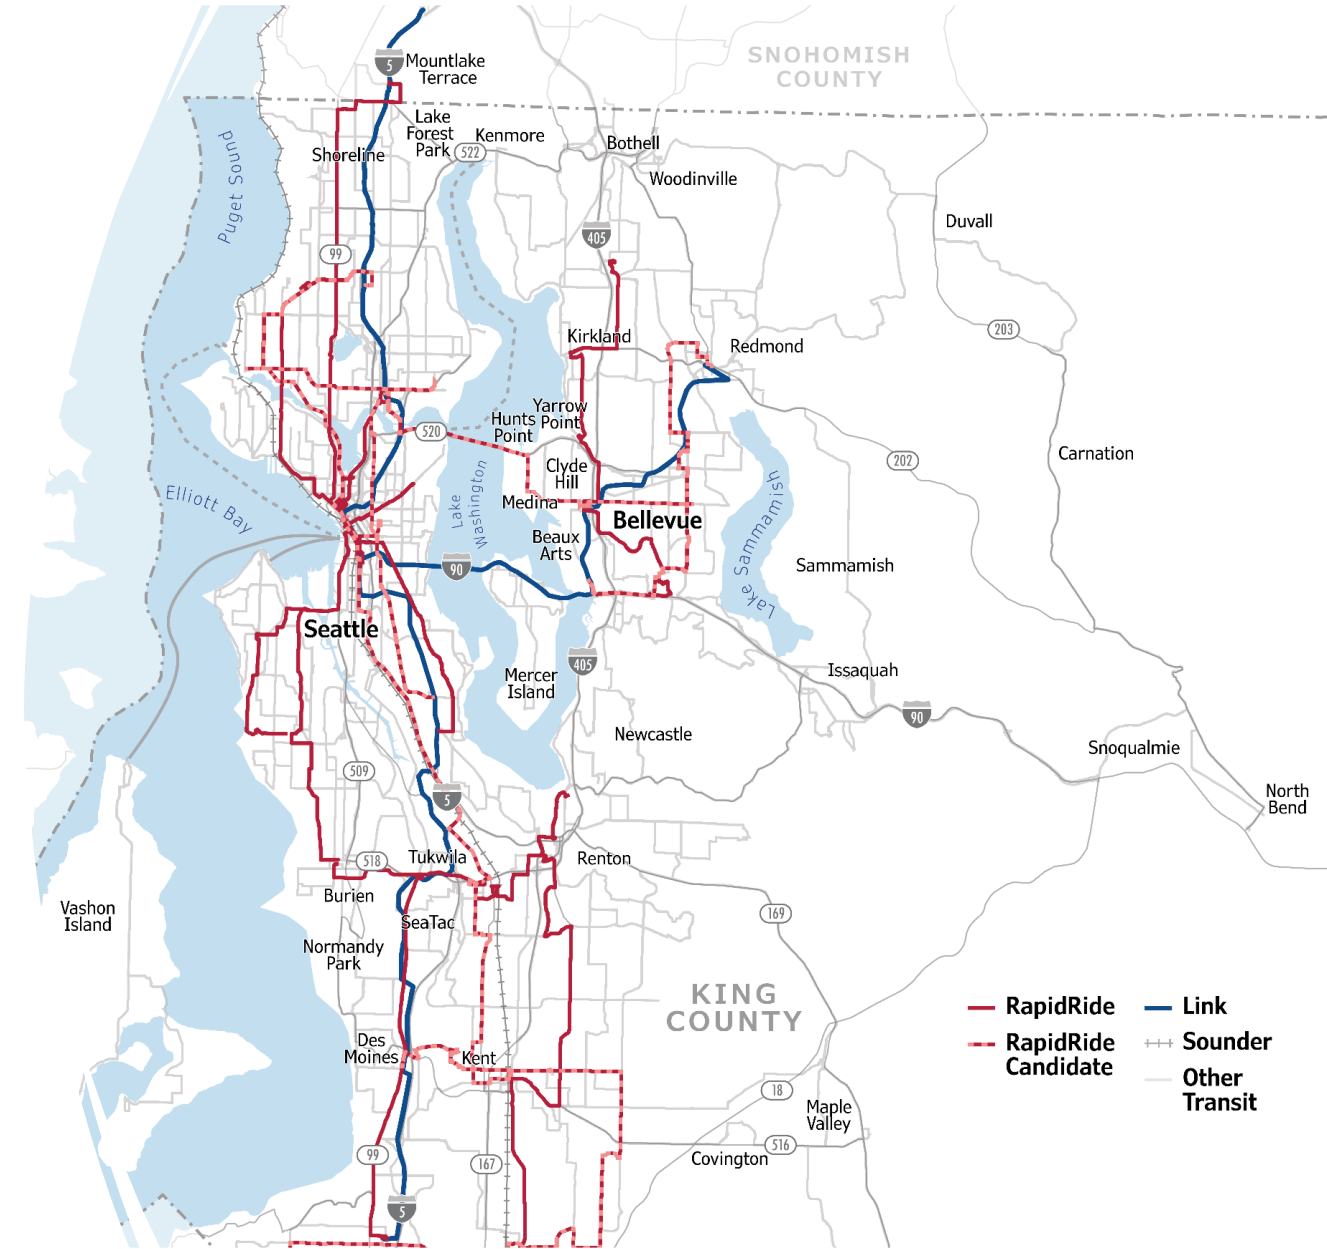 SNOHOMISH
COUNTY
5
Mountlake
Terrace
Lake
Forest
Park
522
Kenmore
Bothell
Shoreline
Woodinville
Puget Sound
Duvall
405
99
203
Kirkland
Redmond
Yarrow
Point
Hunts
Point
520
Clyde
Hill
202
Carnation
Elliott Bay
Lake
Washington
Medina
Bellevue
Lake Sammamish
Beaux
Arts
90
Sammamish
Seattle
405
Mercer
Island
Issaquah
90
Newcastle
Snoqualmie
509
5
North
Bend
518
Tukwila
Renton
Burien
Vashon
Island
169
SeaTac
Normandy
Park
KING
COUNTY
RapidRide
Link
RapidRide
Candidate
Sounder
Other
Transit
Des
Moines
Kent
18
Maple
Valley
516
Covington
99
167
5